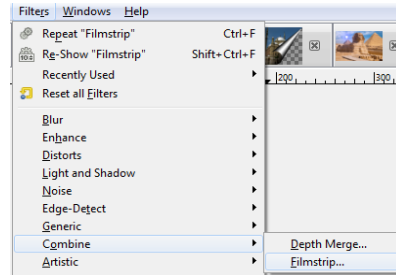 Filters Windows Help
Repeat "Filmstrip" Ctrl+F
Re-Show "Filmstrip" Shift+Ctrl+F
Recently Used
Reset all Filters
200 300
Blur
Enhance
Distorts
Light and Shadow
Noise
Edge-Detect
Generic
Combine Depth Merge...
Artistic Filmstrip...